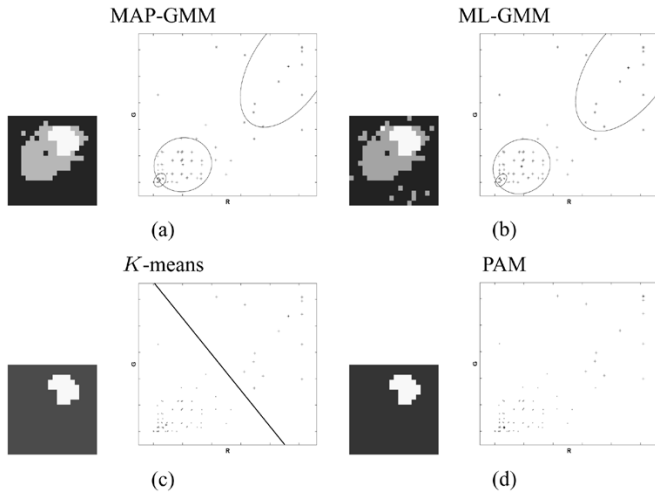 MAP-GMM
ML-GMM
G
R
G
R
(a)
(b)
K-means
PAM
G
R
G
R
(c)
(d)